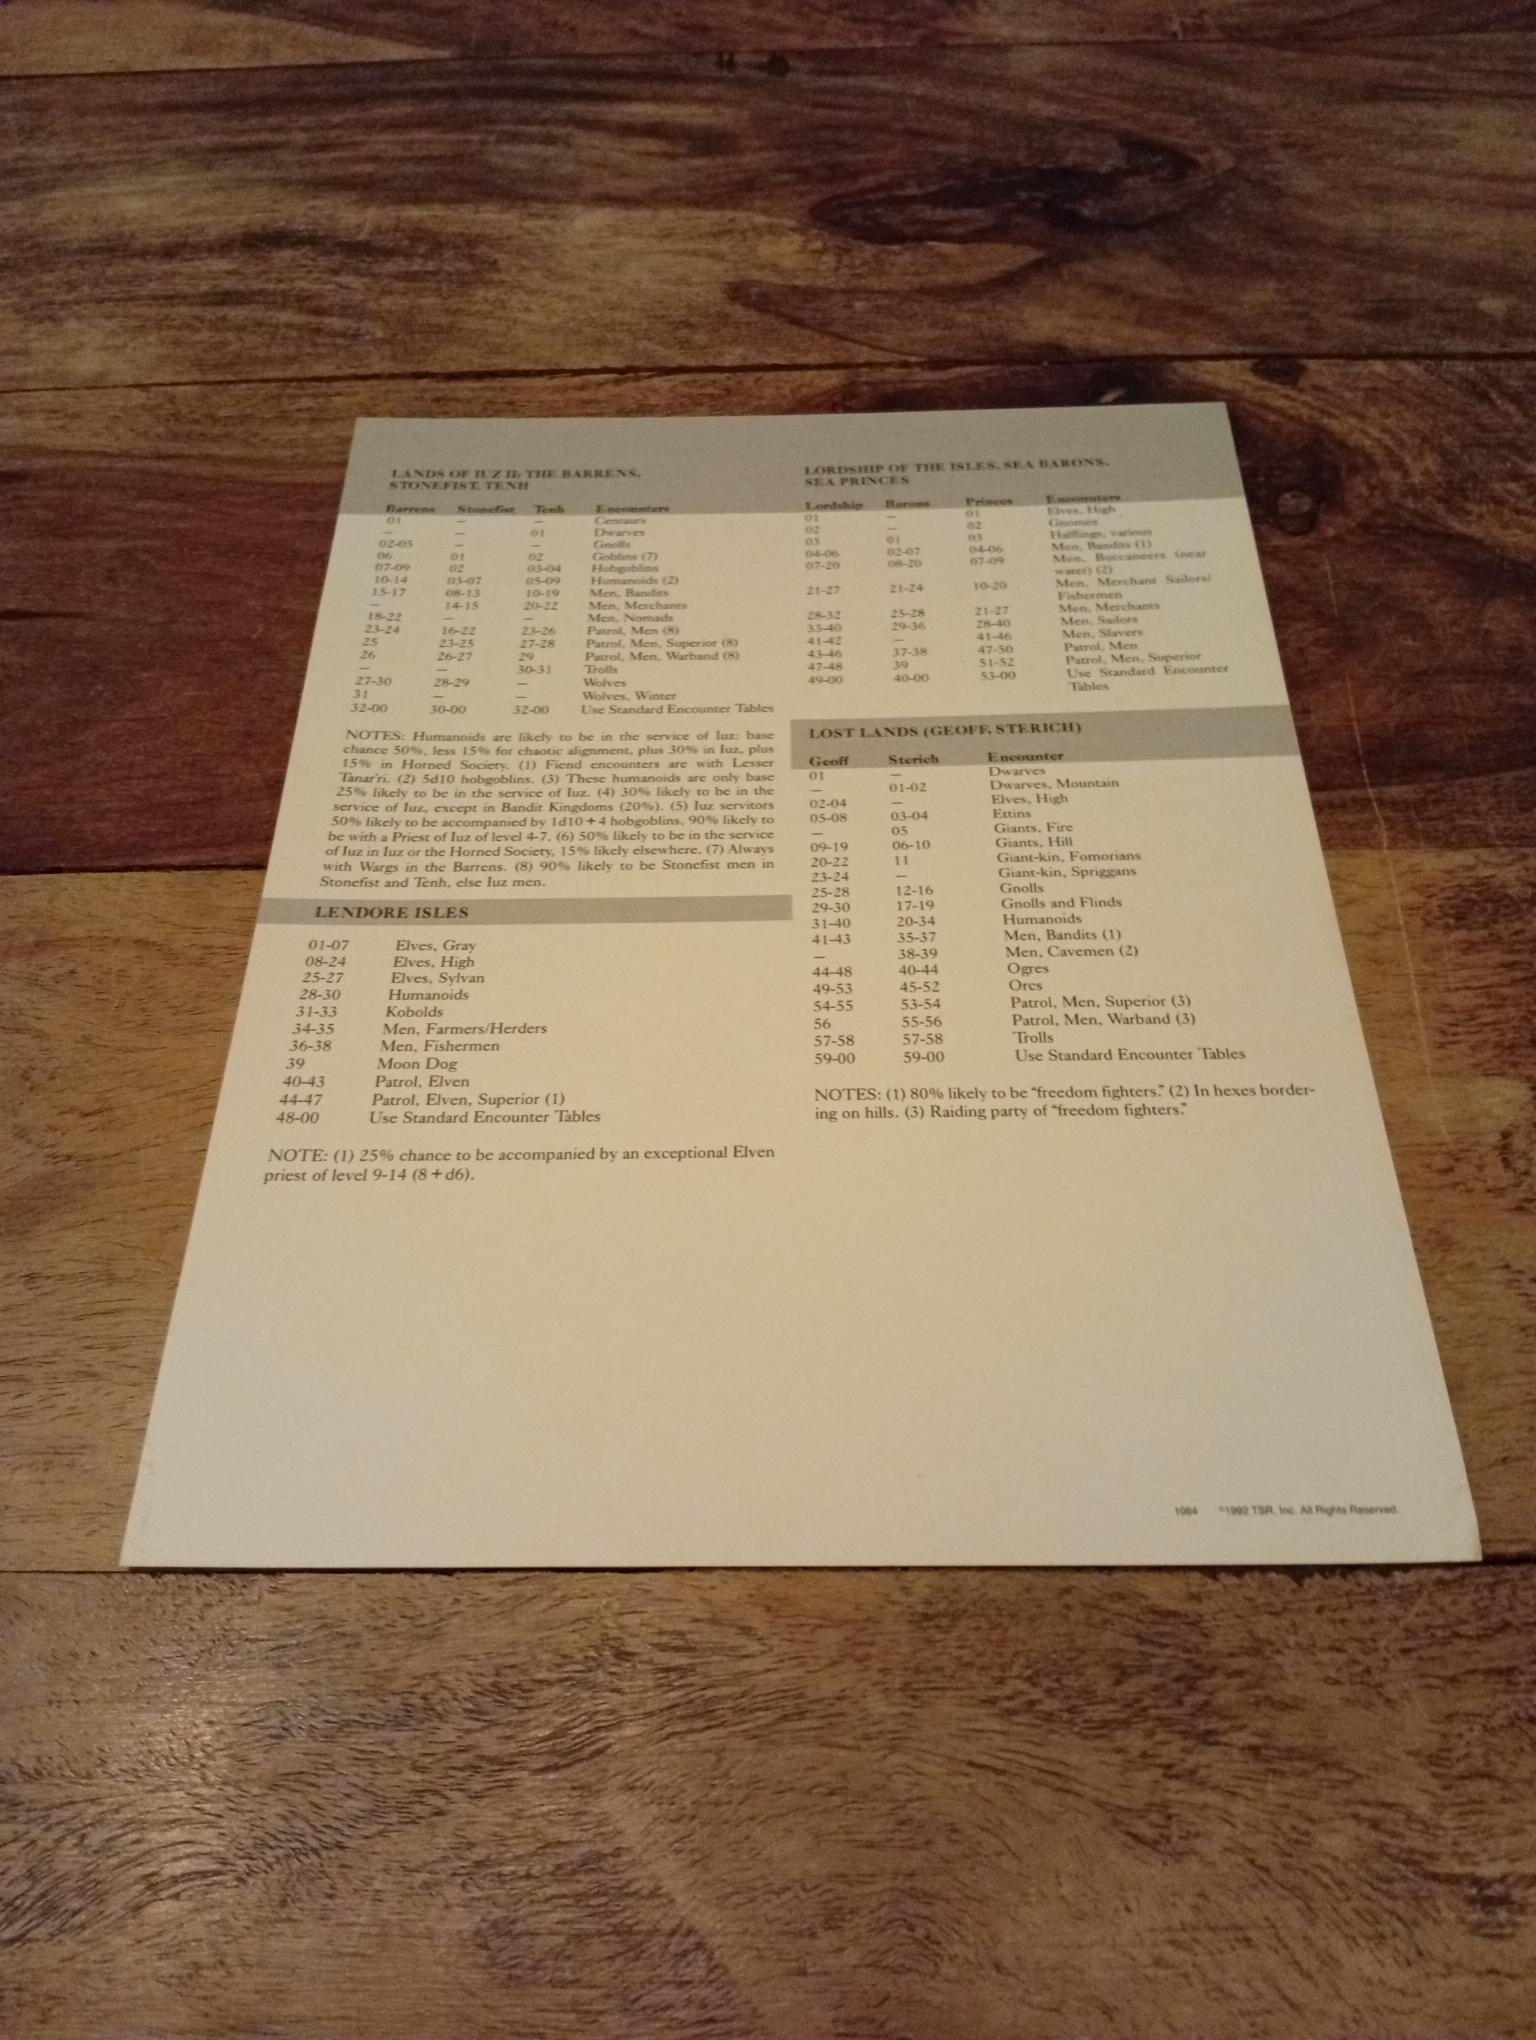 LANDS OF IUZ II: THE BARRENS,
STONEFIST, TENH
Barrens Stonefist Tenh Encounters
01 — — Centaurs
— — 01 Dwarves
02-05 — — Gnolls
06 01 02 Goblins (7)
07-09 02 03-04 Hobgoblins
10-14 03-07 05-09 Humanoids (2)
15-17 08-13 10-19 Men, Bandits
— 14-15 20-22 Men, Merchants
18-22 — — Men, Nomads
23-24 16-22 23-26 Patrol, Men (8)
25 23-25 27-28 Patrol, Men, Superior (8)
26 26-27 29 Patrol, Men, Warband (8)
— — 30-31 Trolls
27-30 28-29 — Wolves
31 — — Wolves, Winter
32-00 30-00 32-00 Use Standard Encounter Tables
NOTES: Humanoids are likely to be in the service of Iuz: base
chance 50%, less 15% for chaotic alignment, plus 30% in Iuz, plus
15% in Horned Society. (1) Fiend encounters are with Lesser
Tanar'ri. (2) 5d10 hobgoblins. (3) These humanoids are only base
25% likely to be in the service of Iuz. (4) 30% likely to be in the
service of Iuz, except in Bandit Kingdoms (20%). (5) Iuz servitors
50% likely to be accompanied by 1d10 + 4 hobgoblins, 90% likely to
be with a Priest of Iuz of level 4-7. (6) 50% likely to be in the service
of Iuz in Iuz or the Horned Society, 15% likely elsewhere. (7) Always
with Wargs in the Barrens. (8) 90% likely to be Stonefist men in
Stonefist and Tenh, else Iuz men.
LENDORE ISLES
01-07 Elves, Gray
08-24 Elves, High
25-27 Elves, Sylvan
28-30 Humanoids
31-33 Kobolds
34-35 Men, Farmers/Herders
36-38 Men, Fishermen
39 Moon Dog
40-43 Patrol, Elven
44-47 Patrol, Elven, Superior (1)
48-00 Use Standard Encounter Tables
NOTE: (1) 25% chance to be accompanied by an exceptional Elven
priest of level 9-14 (8 + d6).
LORDSHIP OF THE ISLES, SEA BARONS,
SEA PRINCES
Lordship Barons Princes Encounters
01 — 01 Elves, High
02 — 02 Gnomes
03 01 03 Halflings, various
04-06 02-07 04-06 Men, Bandits (1)
07-20 08-20 07-09 Men, Buccaneers (near
water) (2)
21-27 21-24 10-20 Men, Merchant Sailors/
Fishermen
28-32 25-28 21-27 Men, Merchants
33-40 29-36 28-40 Men, Sailors
41-42 — 41-46 Men, Slavers
43-46 37-38 47-50 Patrol, Men
47-48 39 51-52 Patrol, Men, Superior
49-00 40-00 53-00 Use Standard Encounter
Tables
LOST LANDS (GEOFF, STERICH)
Geoff Sterich Encounter
01 — Dwarves
— 01-02 Dwarves, Mountain
02-04 — Elves, High
05-08 03-04 Ettins
— 05 Giants, Fire
09-19 06-10 Giants, Hill
20-22 11 Giant-kin, Fomorians
23-24 — Giant-kin, Spriggans
25-28 12-16 Gnolls
29-30 17-19 Gnolls and Flinds
31-40 20-34 Humanoids
41-43 35-37 Men, Bandits (1)
— 38-39 Men, Cavemen (2)
44-48 40-44 Ogres
49-53 45-52 Orcs
54-55 53-54 Patrol, Men, Superior (3)
56 55-56 Patrol, Men, Warband (3)
57-58 57-58 Trolls
59-00 59-00 Use Standard Encounter Tables
NOTES: (1) 80% likely to be "freedom fighters." (2) In hexes border-
ing on hills. (3) Raiding party of "freedom fighters."
1064 ©1992 TSR, Inc. All Rights Reserved.